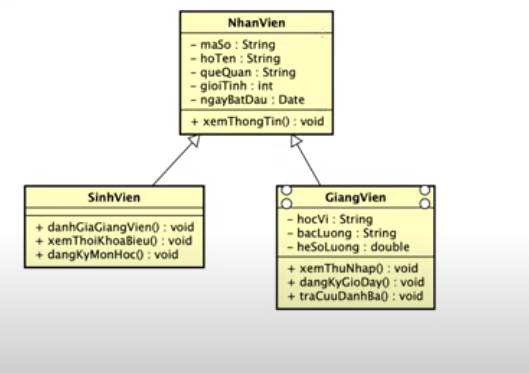 NhanVien
- maSo : String
- hoTen : String
- queQuan : String
- gioiTinh : int
- ngayBatDau : Date
+ xemThongTin() : void
SinhVien
+ danhGiaGiangVien() : void
+ xemThoiKhoaBieu() : void
+ dangKyMonHoc() : void
GiangVien
- hocVi : String
- bacLuong : String
- heSoLuong : double
+ xemThuNhap() : void
+ dangKyGioDay() : void
+ traCuuDanhBa() : void